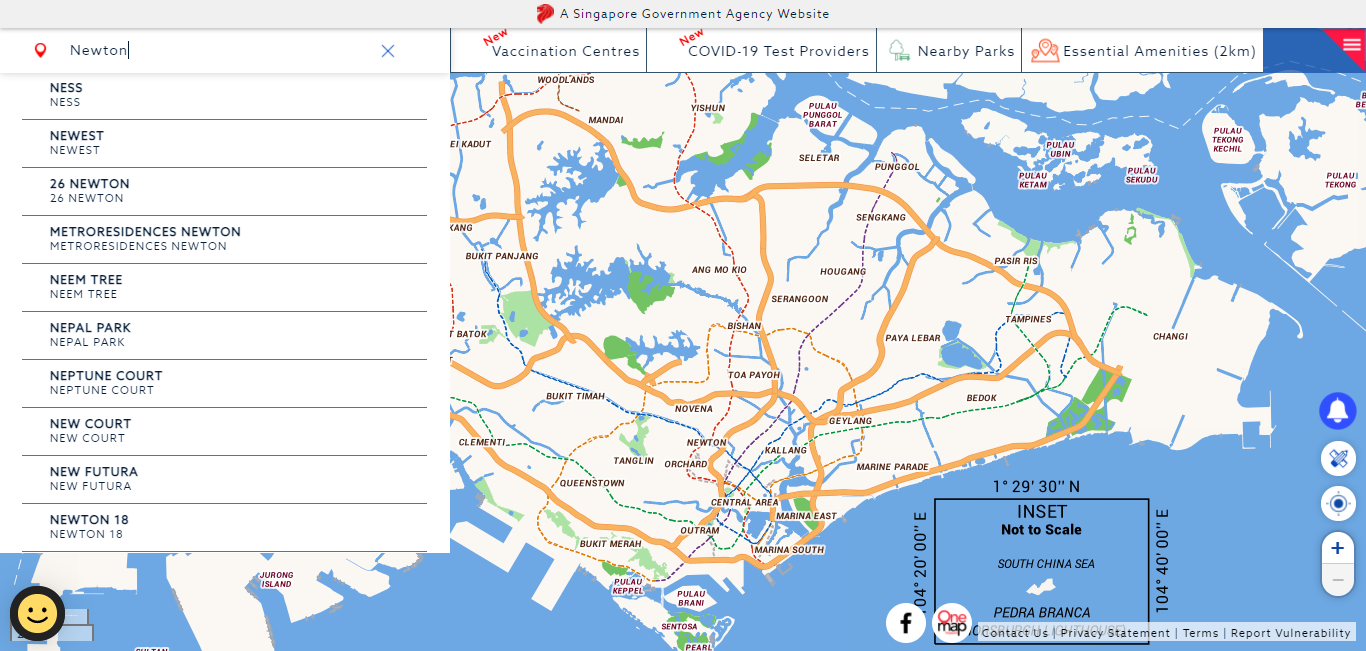 A Singapore Government Agency Website
Newton
New
Vaccination Centres
New
COVID-19 Test Providers
Nearby Parks
Essential Amenities (2km)
NESS
NESS
NEWEST
NEWEST
26 NEWTON
26 NEWTON
METRORESIDENCES NEWTON
METRORESIDENCES NEWTON
NEEM TREE
NEEM TREE
NEPAL PARK
NEPAL PARK
NEPTUNE COURT
NEPTUNE COURT
NEW COURT
NEW COURT
NEW FUTURA
NEW FUTURA
NEWTON 18
NEWTON 18
WOODLANDS
YISHUN
MANDAI
EI KADUT
PULAU
PUNGGOL
BARAT
SELETAR
PUNGGOL
PULAU
UBIN
PULAU
KETAM
PULAU
SEKUDU
PULAU
TEKONG
KECHIL
PULAU
TEKONG
SENGKANG
KANG
BUKIT PANJANG
ANG MO KIO
HOUGANG
PASIR RIS
SERANGOON
TAMPINES
BISHAN
T BATOK
PAYA LEBAR
CHANGI
TOA PAYOH
BUKIT TIMAH
NOVENA
BEDOK
GEYLANG
CLEMENTI
NEWTON
KALLANG
TANGLIN
ORCHARD
MARINE PARADE
QUEENSTOWN
CENTRAL AREA
MARINA EAST
OUTRAM
BUKIT MERAH
MARINA SOUTH
JURONG
ISLAND
PULAU
KEPPEL
PULAU
BRANI
SENTOSA
PEARL
SULTAN
1° 29' 30'' N
INSET
Not to Scale
SOUTH CHINA SEA
PEDRA BRANCA
(HORSBURGH LIGHTHOUSE)
04° 20' 00'' E
104° 40' 00'' E
One
map
Contact Us | Privacy Statement | Terms | Report Vulnerability